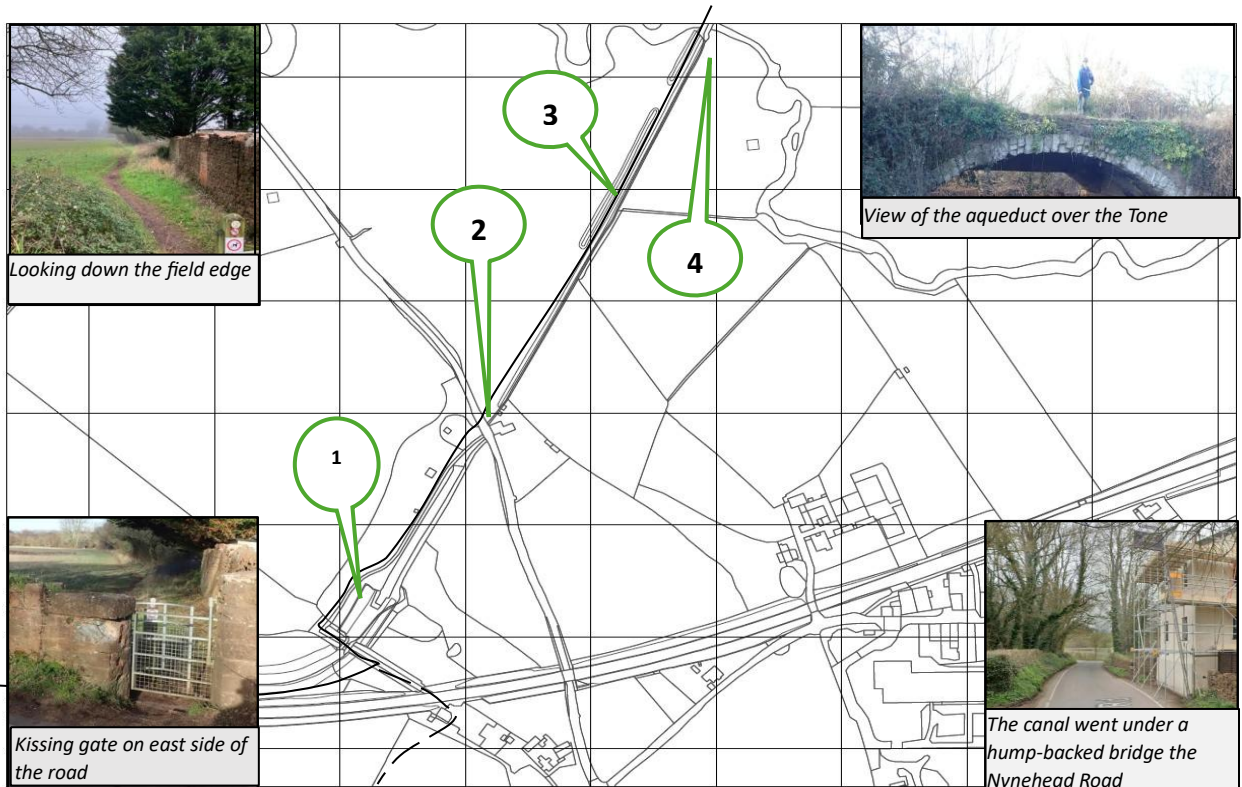 3
2
4
1
Looking down the field edge
View of the aqueduct over the Tone
Kissing gate on east side of
the road
The canal went under a
hump-backed bridge the
Nynehead Road